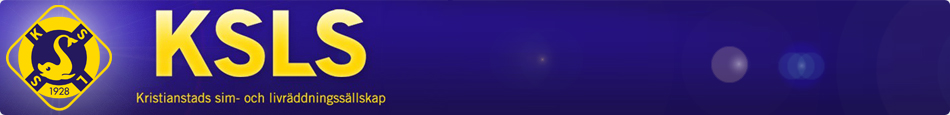 K S L S
1928
KSLS
Kristianstads sim- och livräddningssällskap